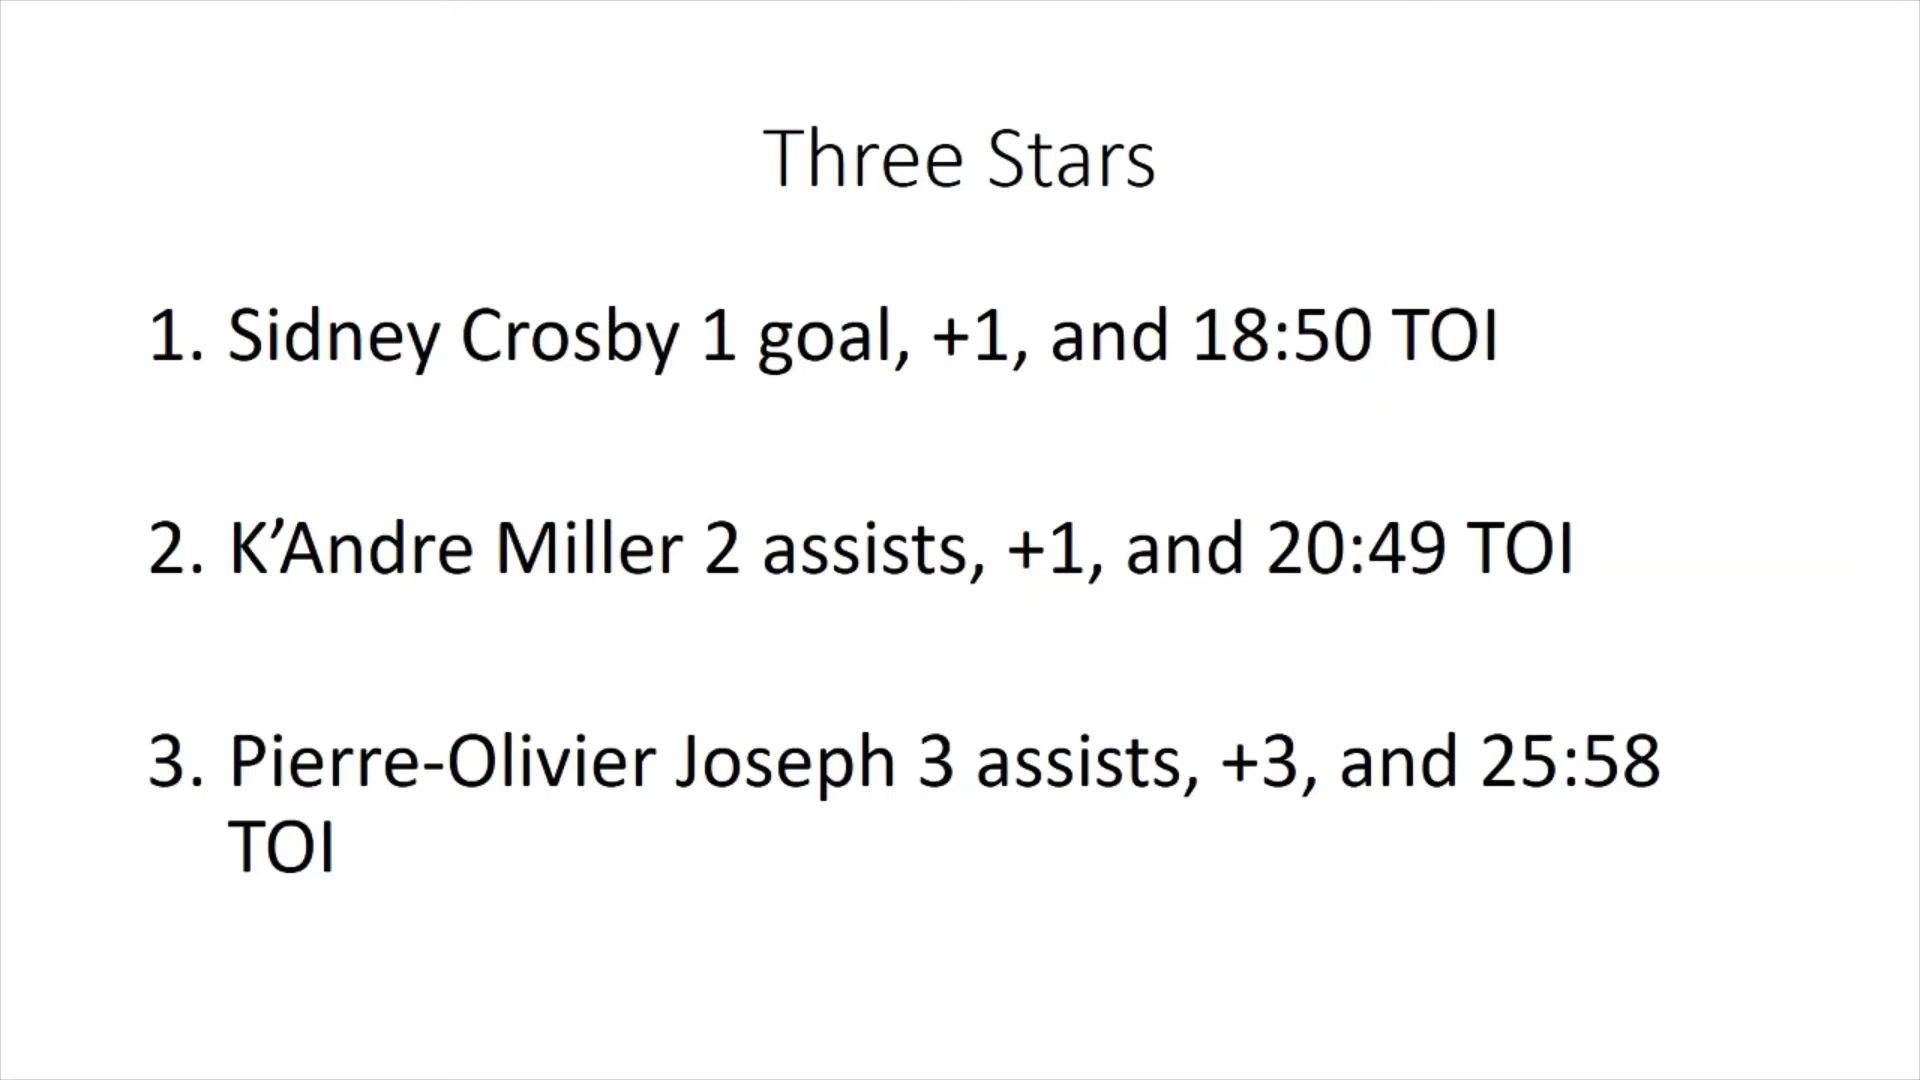 Three Stars
1. Sidney Crosby 1 goal, +1, and 18:50 TOI
2. K’Andre Miller 2 assists, +1, and 20:49 TOI
3. Pierre-Olivier Joseph 3 assists, +3, and 25:58
TOI